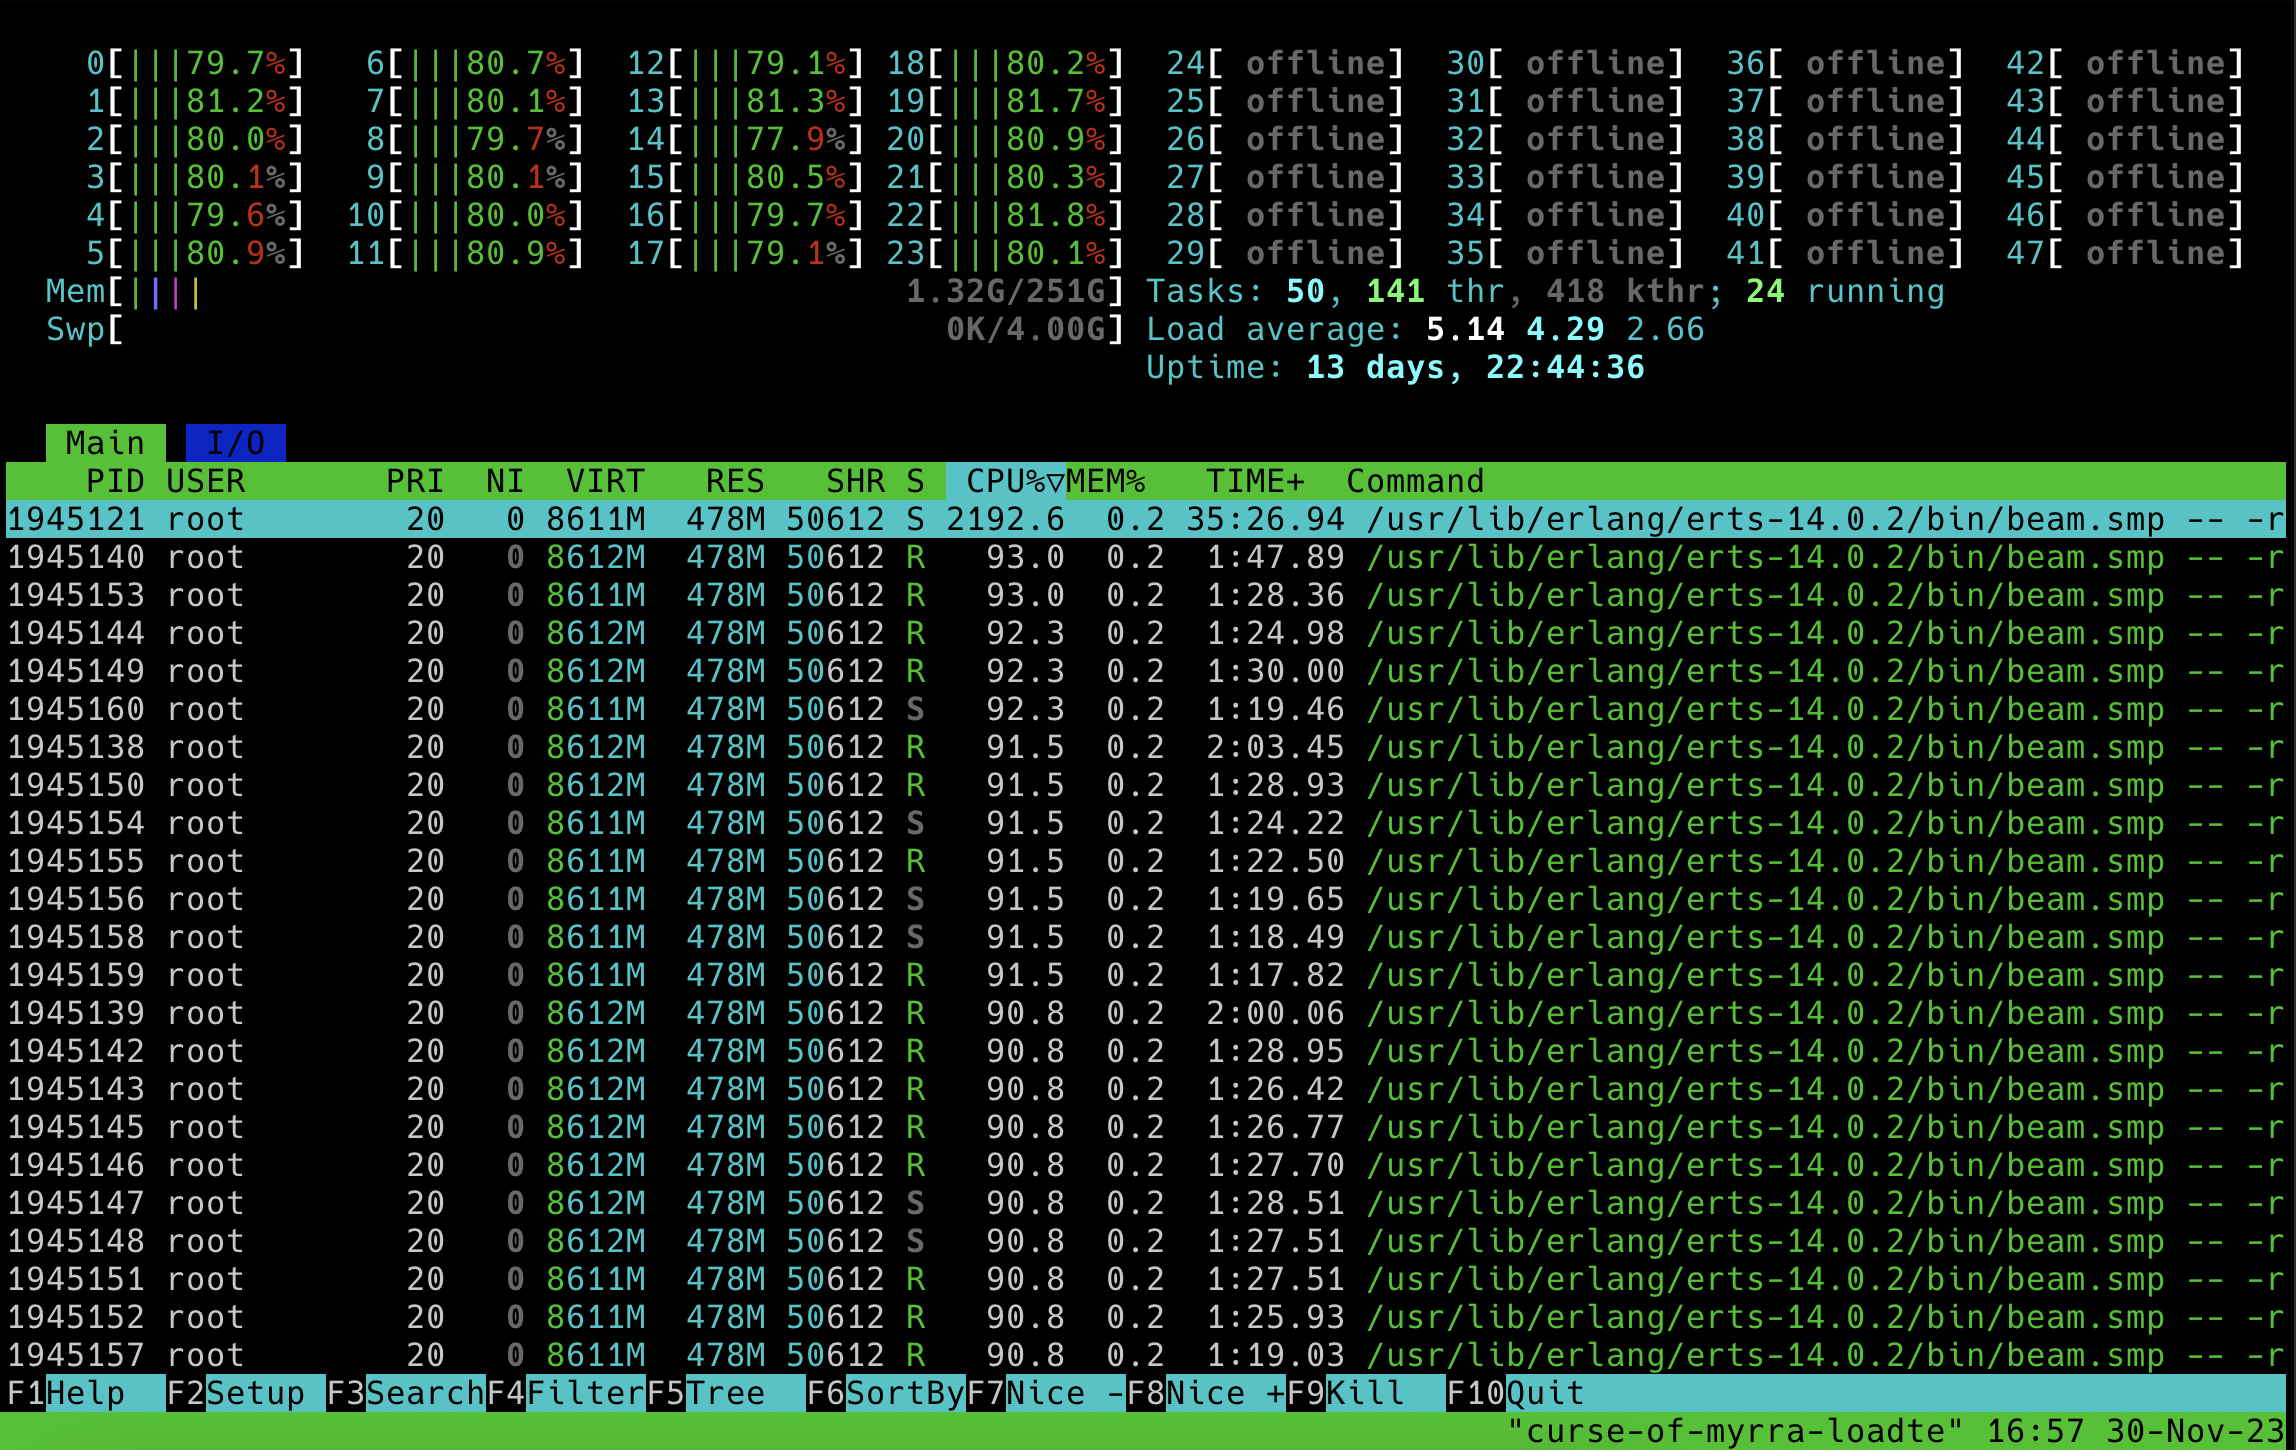 0[|||79.7%] 6[|||80.7%] 12[|||79.1%] 18[|||80.2%] 24[ offline] 30[ offline] 36[ offline] 42[ offline]
1[|||81.2%] 7[|||80.1%] 13[|||81.3%] 19[|||81.7%] 25[ offline] 31[ offline] 37[ offline] 43[ offline]
2[|||80.0%] 8[|||79.7%] 14[|||77.9%] 20[|||80.9%] 26[ offline] 32[ offline] 38[ offline] 44[ offline]
3[|||80.1%] 9[|||80.1%] 15[|||80.5%] 21[|||80.3%] 27[ offline] 33[ offline] 39[ offline] 45[ offline]
4[|||79.6%] 10[|||80.0%] 16[|||79.7%] 22[|||81.8%] 28[ offline] 34[ offline] 40[ offline] 46[ offline]
5[|||80.9%] 11[|||80.9%] 17[|||79.1%] 23[|||80.1%] 29[ offline] 35[ offline] 41[ offline] 47[ offline]
Mem[|||| 1.32G/251G] Tasks: 50, 141 thr, 418 kthr; 24 running
Swp[ 0K/4.00G] Load average: 5.14 4.29 2.66
Uptime: 13 days, 22:44:36
Main I/O
PID USER PRI NI VIRT RES SHR S CPU%▽MEM% TIME+ Command
1945121 root 20 0 8611M 478M 50612 S 2192.6 0.2 35:26.94 /usr/lib/erlang/erts-14.0.2/bin/beam.smp -- -r
1945140 root 20 0 8612M 478M 50612 R 93.0 0.2 1:47.89 /usr/lib/erlang/erts-14.0.2/bin/beam.smp -- -r
1945153 root 20 0 8611M 478M 50612 R 93.0 0.2 1:28.36 /usr/lib/erlang/erts-14.0.2/bin/beam.smp -- -r
1945144 root 20 0 8612M 478M 50612 R 92.3 0.2 1:24.98 /usr/lib/erlang/erts-14.0.2/bin/beam.smp -- -r
1945149 root 20 0 8612M 478M 50612 R 92.3 0.2 1:30.00 /usr/lib/erlang/erts-14.0.2/bin/beam.smp -- -r
1945160 root 20 0 8611M 478M 50612 S 92.3 0.2 1:19.46 /usr/lib/erlang/erts-14.0.2/bin/beam.smp -- -r
1945138 root 20 0 8612M 478M 50612 R 91.5 0.2 2:03.45 /usr/lib/erlang/erts-14.0.2/bin/beam.smp -- -r
1945150 root 20 0 8612M 478M 50612 R 91.5 0.2 1:28.93 /usr/lib/erlang/erts-14.0.2/bin/beam.smp -- -r
1945154 root 20 0 8611M 478M 50612 S 91.5 0.2 1:24.22 /usr/lib/erlang/erts-14.0.2/bin/beam.smp -- -r
1945155 root 20 0 8611M 478M 50612 R 91.5 0.2 1:22.50 /usr/lib/erlang/erts-14.0.2/bin/beam.smp -- -r
1945156 root 20 0 8611M 478M 50612 S 91.5 0.2 1:19.65 /usr/lib/erlang/erts-14.0.2/bin/beam.smp -- -r
1945158 root 20 0 8611M 478M 50612 S 91.5 0.2 1:18.49 /usr/lib/erlang/erts-14.0.2/bin/beam.smp -- -r
1945159 root 20 0 8611M 478M 50612 R 91.5 0.2 1:17.82 /usr/lib/erlang/erts-14.0.2/bin/beam.smp -- -r
1945139 root 20 0 8612M 478M 50612 R 90.8 0.2 2:00.06 /usr/lib/erlang/erts-14.0.2/bin/beam.smp -- -r
1945142 root 20 0 8612M 478M 50612 R 90.8 0.2 1:28.95 /usr/lib/erlang/erts-14.0.2/bin/beam.smp -- -r
1945143 root 20 0 8612M 478M 50612 R 90.8 0.2 1:26.42 /usr/lib/erlang/erts-14.0.2/bin/beam.smp -- -r
1945145 root 20 0 8612M 478M 50612 R 90.8 0.2 1:26.77 /usr/lib/erlang/erts-14.0.2/bin/beam.smp -- -r
1945146 root 20 0 8612M 478M 50612 R 90.8 0.2 1:27.70 /usr/lib/erlang/erts-14.0.2/bin/beam.smp -- -r
1945147 root 20 0 8612M 478M 50612 S 90.8 0.2 1:28.51 /usr/lib/erlang/erts-14.0.2/bin/beam.smp -- -r
1945148 root 20 0 8612M 478M 50612 S 90.8 0.2 1:27.51 /usr/lib/erlang/erts-14.0.2/bin/beam.smp -- -r
1945151 root 20 0 8611M 478M 50612 R 90.8 0.2 1:27.51 /usr/lib/erlang/erts-14.0.2/bin/beam.smp -- -r
1945152 root 20 0 8611M 478M 50612 R 90.8 0.2 1:25.93 /usr/lib/erlang/erts-14.0.2/bin/beam.smp -- -r
1945157 root 20 0 8611M 478M 50612 R 90.8 0.2 1:19.03 /usr/lib/erlang/erts-14.0.2/bin/beam.smp -- -r
F1Help F2Setup F3SearchF4FilterF5Tree F6SortByF7Nice -F8Nice +F9Kill F10Quit
"curse-of-myrra-loadte" 16:57 30-Nov-23